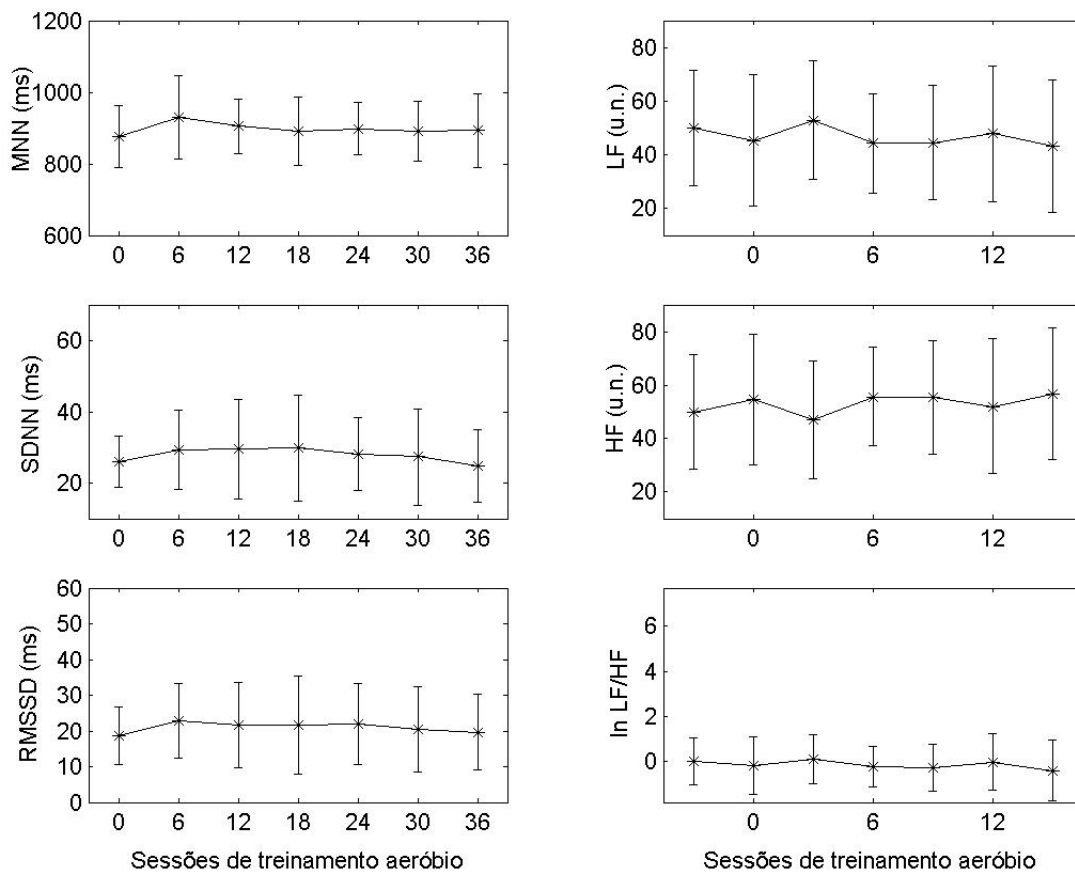 MNN (ms)
1200
1000
800
600
0 6 12 18 24 30 36
LF (u.n.)
80
60
40
20
0 6 12
SDNN (ms)
60
40
20
0 6 12 18 24 30 36
HF (u.n.)
80
60
40
20
0 6 12
RMSSD (ms)
60
50
40
30
20
10
0
0 6 12 18 24 30 36
Sessões de treinamento aeróbio
ln LF/HF
6
4
2
0
0 6 12
Sessões de treinamento aeróbio